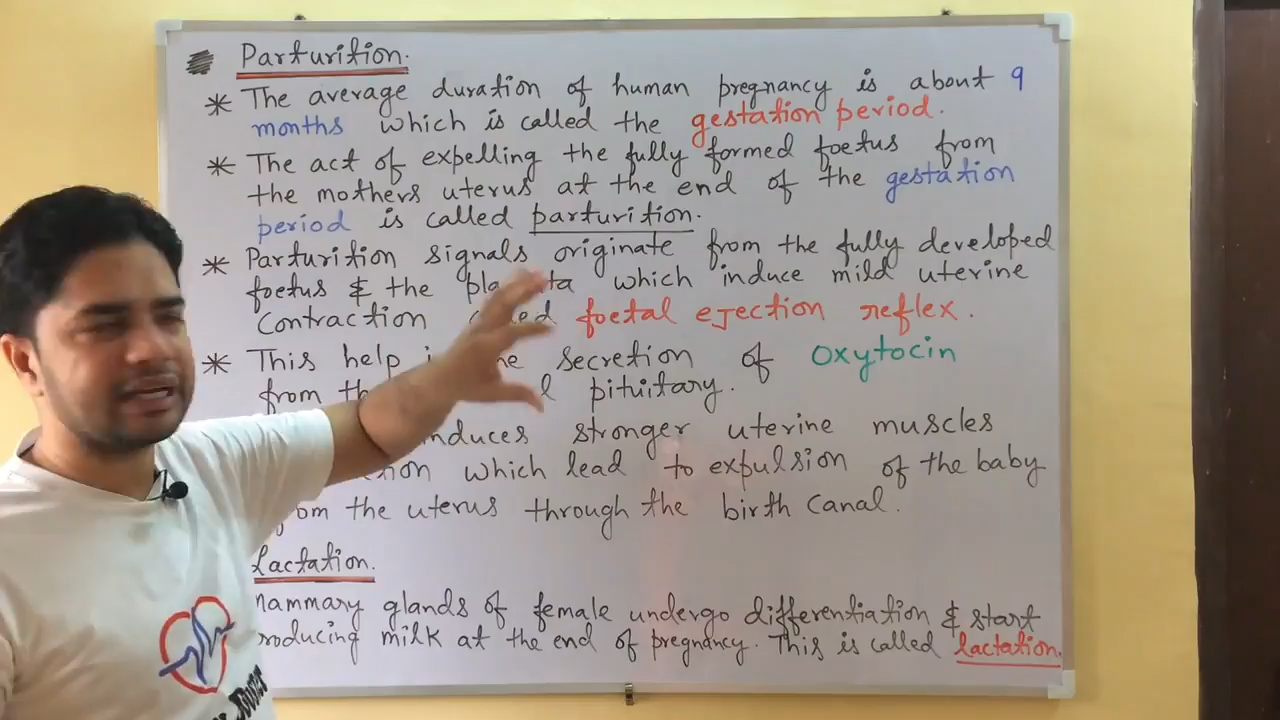 Parturition.
* The average duration of human pregnancy is about 9
months which is called the gestation period.
* The act of expelling the fully formed foetus from
the mothers uterus at the end of the gestation
period is called parturition.
* Parturition signals originate from the fully developed
foetus & the which induce mild uterine
Contraction foetal ejection reflex.
* This help secretion of Oxytocin
from pituitary.
induces stronger uterine muscles
which lead to expulsion of the baby
from the uterus through the birth canal.
Lactation.
Mammary glands of female undergo differentiation & start
producing milk at the end of pregnancy. This is called lactation.